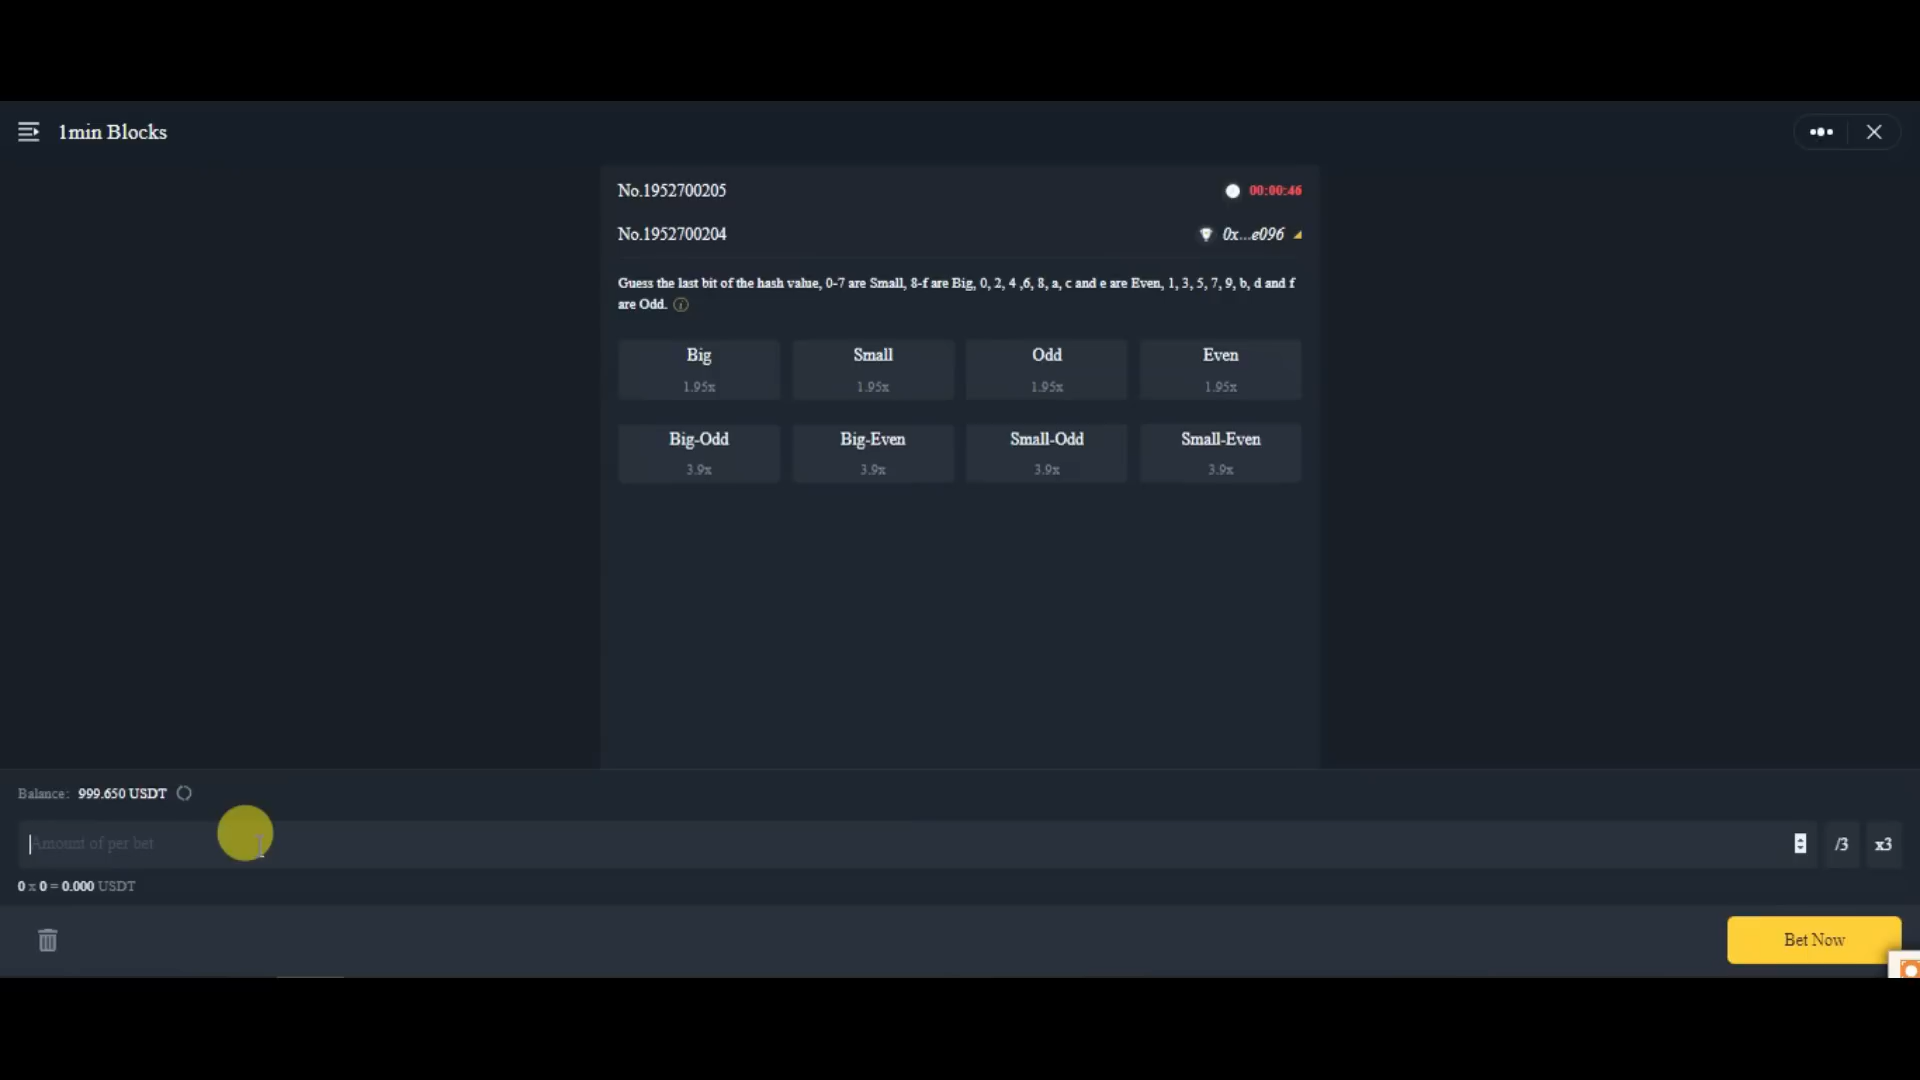 1min Blocks
No.1952700205
00:00:46
No.1952700204
0x...e096
Guess the last bit of the hash value, 0-7 are Small, 8-f are Big, 0, 2, 4 ,6, 8, a, c and e are Even, 1, 3, 5, 7, 9, b, d and f
are Odd.
Big Small Odd Even
1.95x 1.95x 1.95x 1.95x
Big-Odd Big-Even Small-Odd Small-Even
3.9x 3.9x 3.9x 3.9x
Balance: 999.650 USDT
Amount of per bet
/3 x3
0 x 0 = 0.000 USDT
Bet Now